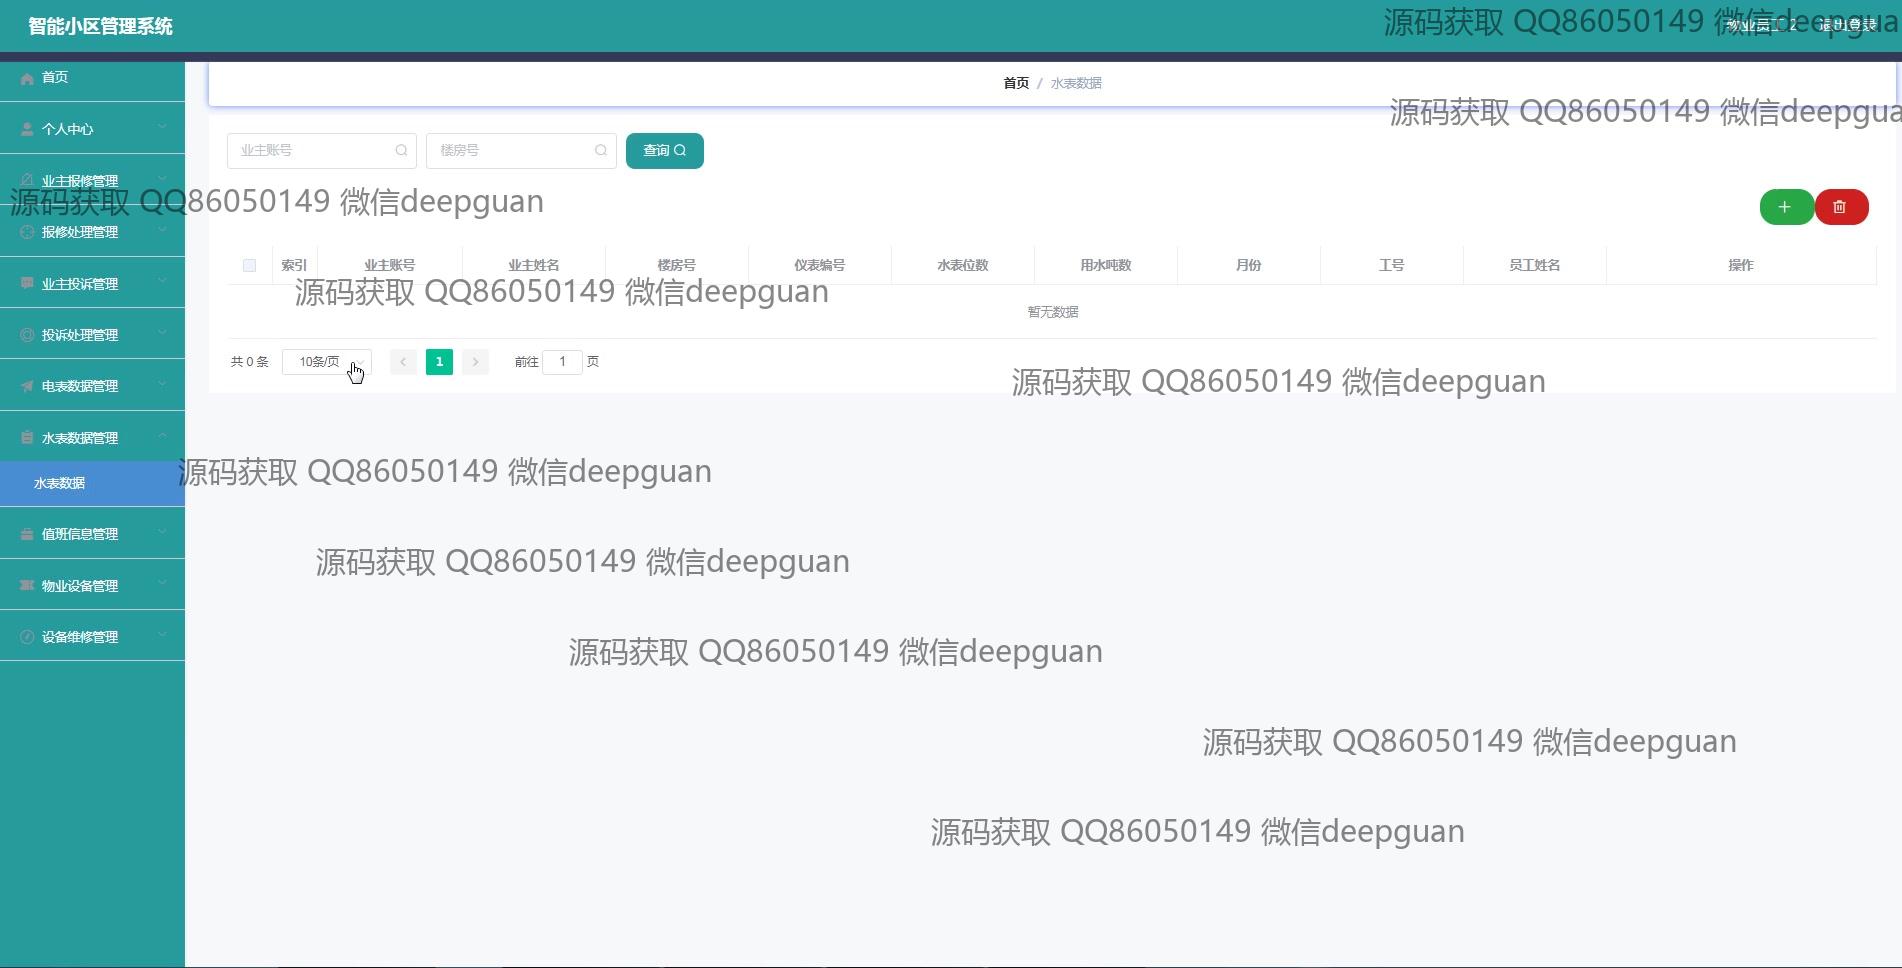 智能小区管理系统
物业员工2 退出登录
源码获取 QQ86050149 微信deepgua
首页
首页 / 水表数据
个人中心
源码获取 QQ86050149 微信deepgua
业主账号 楼房号 查询
业主报修管理
源码获取 QQ86050149 微信deepguan
报修处理管理
索引 业主账号 业主姓名 楼房号 仪表编号 水表位数 用水吨数 月份 工号 员工姓名 操作
业主投诉管理
源码获取 QQ86050149 微信deepguan
暂无数据
投诉处理管理
共 0 条 10条/页 1 前往 1 页
电表数据管理
源码获取 QQ86050149 微信deepguan
水表数据管理
源码获取 QQ86050149 微信deepguan
水表数据
值班信息管理
源码获取 QQ86050149 微信deepguan
物业设备管理
设备维修管理
源码获取 QQ86050149 微信deepguan
源码获取 QQ86050149 微信deepguan
源码获取 QQ86050149 微信deepguan